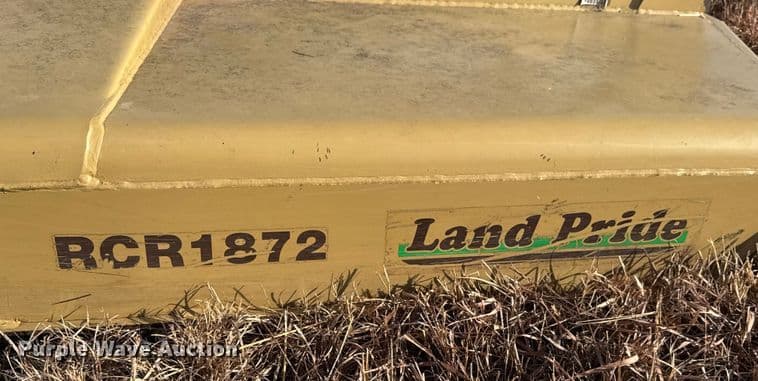 RCR1872
Land Pride
Purple Wave Auction